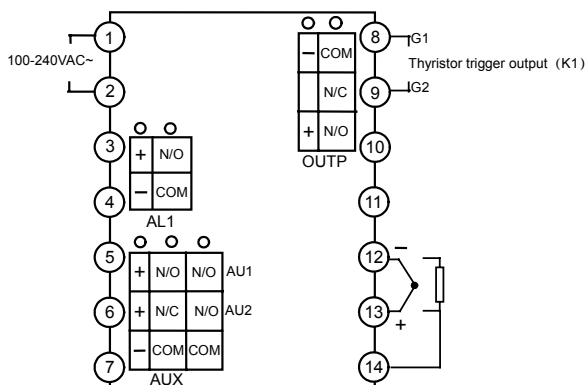 1
100-240VAC~
2
3
+ N/O
− COM
4
AL1
5
+ N/O N/O AU1
6
+ N/C N/O AU2
− COM COM
7
AUX
− COM
N/C
+ N/O
OUTP
8
G1
Thyristor trigger output（K1）
9
G2
10
11
12
−
13
+
14